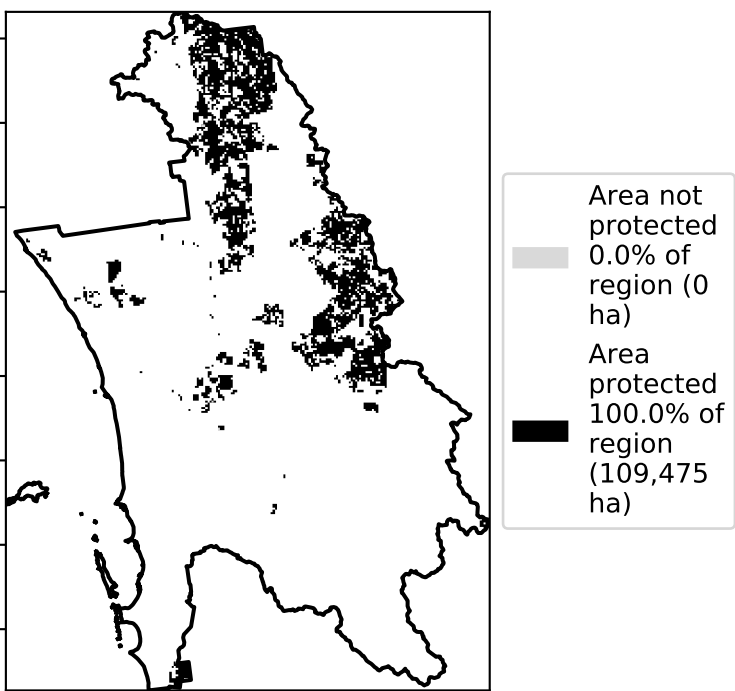 Area not
protected
0.0% of
region (0
ha)
Area
protected
100.0% of
region
(109,475
ha)